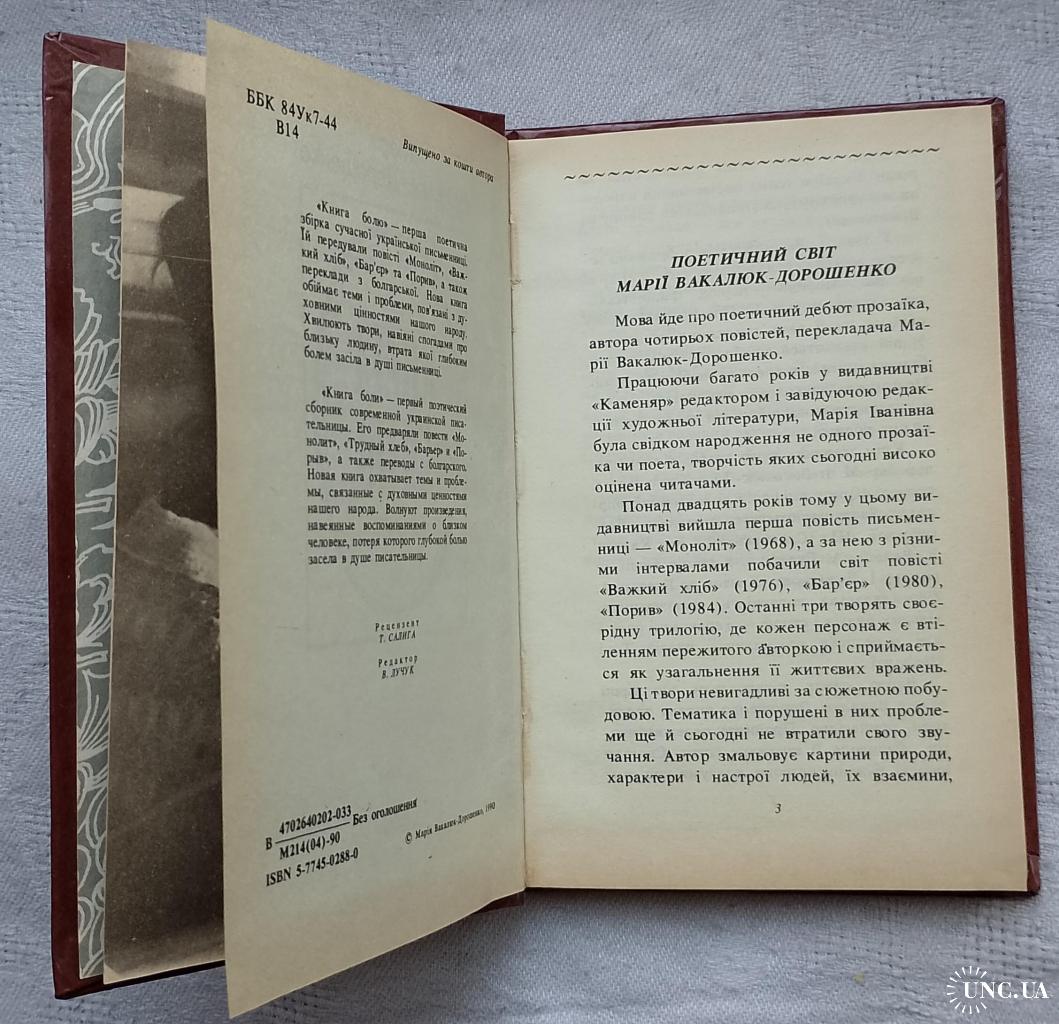 ББК 84Ук7-44
В14
Випущено за кошти автора
«Книга болю» — перша поетична
збірка сучасної української письменниці.
Їй передували повісті «Моноліт», «Важ-
кий хліб», «Бар'єр» та «Порив», а також
переклади з болгарської. Нова книга
обіймає теми і проблеми, пов'язані з ду-
ховними цінностями нашого народу.
Хвилюють твори, навіяні спогадами про
близьку людину, втрата якої глибоким
болем засіла в душі письменниці.
«Книга боли» — первый поэтический
сборник современной украинской писа-
тельницы. Его предваряли повести «Мо-
нолит», «Трудный хлеб», «Барьер» и «По-
рыв», а также переводы с болгарского.
Новая книга охватывает темы и пробле-
мы, связанные с духовными ценностями
нашего народа. Волнуют произведения,
навеянные воспоминаниями о близком
человеке, потеря которого глубокой болью
засела в душе писательницы.
Рецензент
Т. САЛИГА
Редактор
В. ЛУЧУК
В 4702640202-033 Без оголошення
М214(04)-90
ISBN 5-7745-0288-0
© Марія Вакалюк-Дорошенко, 1990
ПОЕТИЧНИЙ СВІТ
МАРІЇ ВАКАЛЮК-ДОРОШЕНКО
Мова йде про поетичний дебют прозаїка,
автора чотирьох повістей, перекладача Ма-
рії Вакалюк-Дорошенко.
Працюючи багато років у видавництві
«Каменяр» редактором і завідуючою редак-
ції художньої літератури, Марія Іванівна
була свідком народження не одного прозаї-
ка чи поета, творчість яких сьогодні високо
оцінена читачами.
Понад двадцять років тому у цьому ви-
давництві вийшла перша повість письмен-
ниці — «Моноліт» (1968), а за нею з різни-
ми інтервалами побачили світ повісті
«Важкий хліб» (1976), «Бар'єр» (1980),
«Порив» (1984). Останні три творять своє-
рідну трилогію, де кожен персонаж є вті-
ленням пережитого авторкою і сприймаєть-
ся як узагальнення її життєвих вражень.
Ці твори невигадливі за сюжетною побу-
довою. Тематика і порушені в них пробле-
ми ще й сьогодні не втратили свого зву-
чання. Автор змальовує картини природи,
характери і настрої людей, їх взаємини,
3
UNC.UA